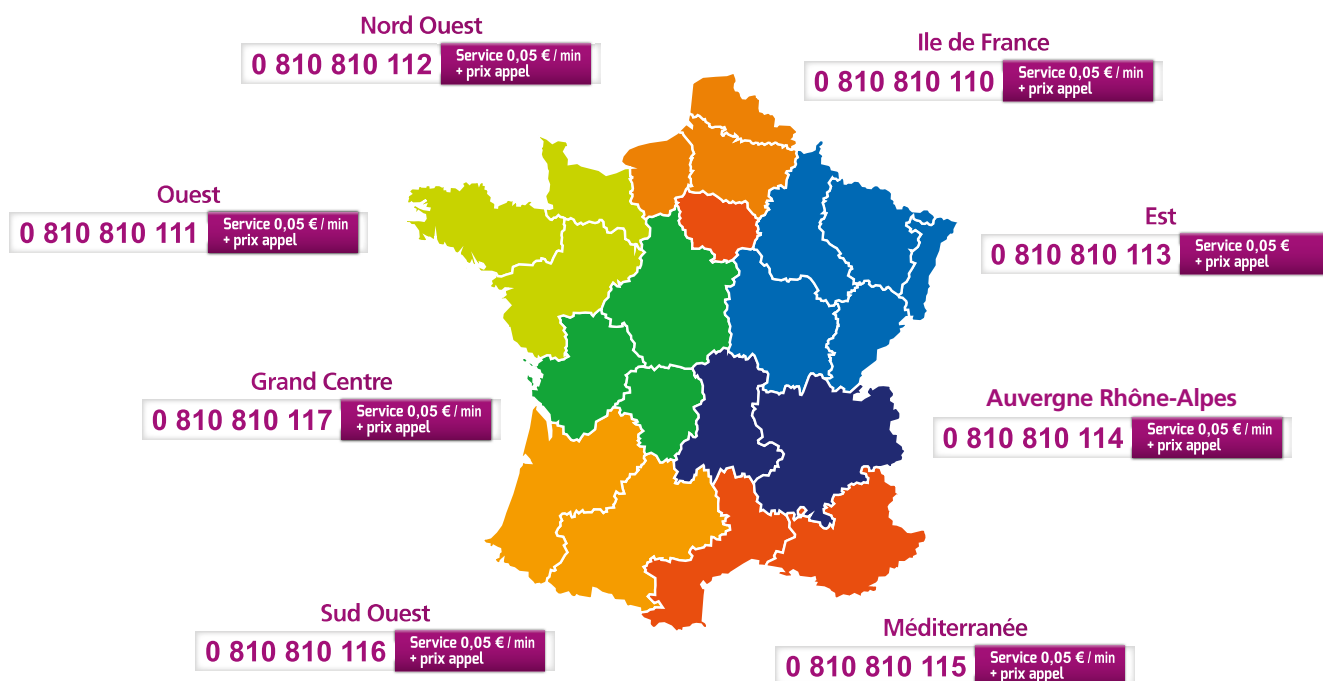 Nord Ouest
0 810 810 112
Service 0,05 € / min
+ prix appel
Ile de France
0 810 810 110
Service 0,05 € / min
+ prix appel
Ouest
0 810 810 111
Service 0,05 € / min
+ prix appel
Est
0 810 810 113
Service 0,05 €
+ prix appel
Grand Centre
0 810 810 117
Service 0,05 € / min
+ prix appel
Auvergne Rhône-Alpes
0 810 810 114
Service 0,05 € / min
+ prix appel
Sud Ouest
0 810 810 116
Service 0,05 € / min
+ prix appel
Méditerranée
0 810 810 115
Service 0,05 € / min
+ prix appel